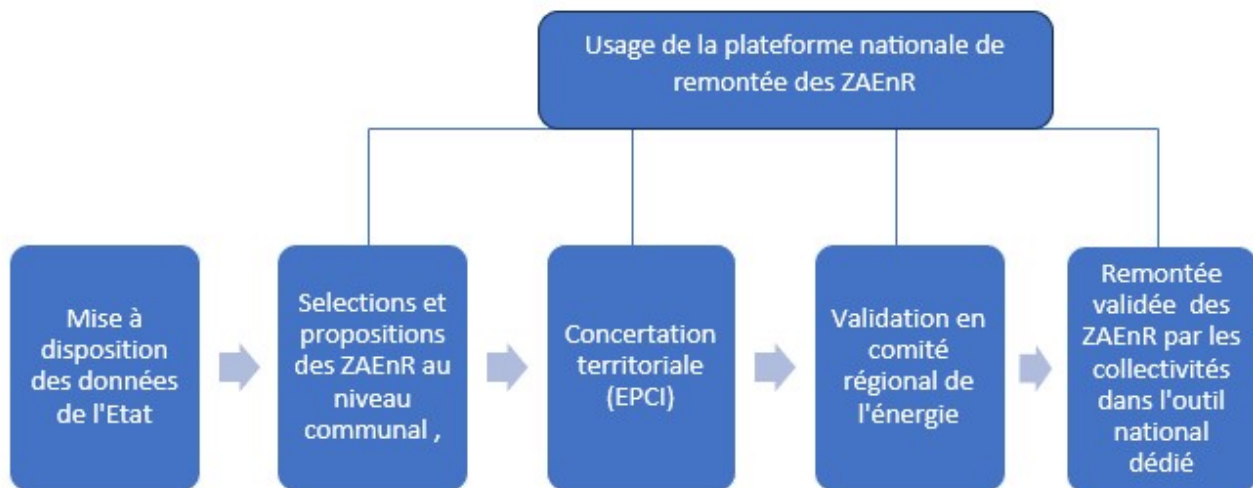 Usage de la plateforme nationale de
remontée des ZAEnR
Mise à
disposition
des données
de l'Etat
Selections et
propositions
des ZAEnR au
niveau
communal ,
Concertation
territoriale
(EPCI)
Validation en
comité
régional de
l'énergie
Remontée
validée des
ZAEnR par les
collectivités
dans l'outil
national
dédié